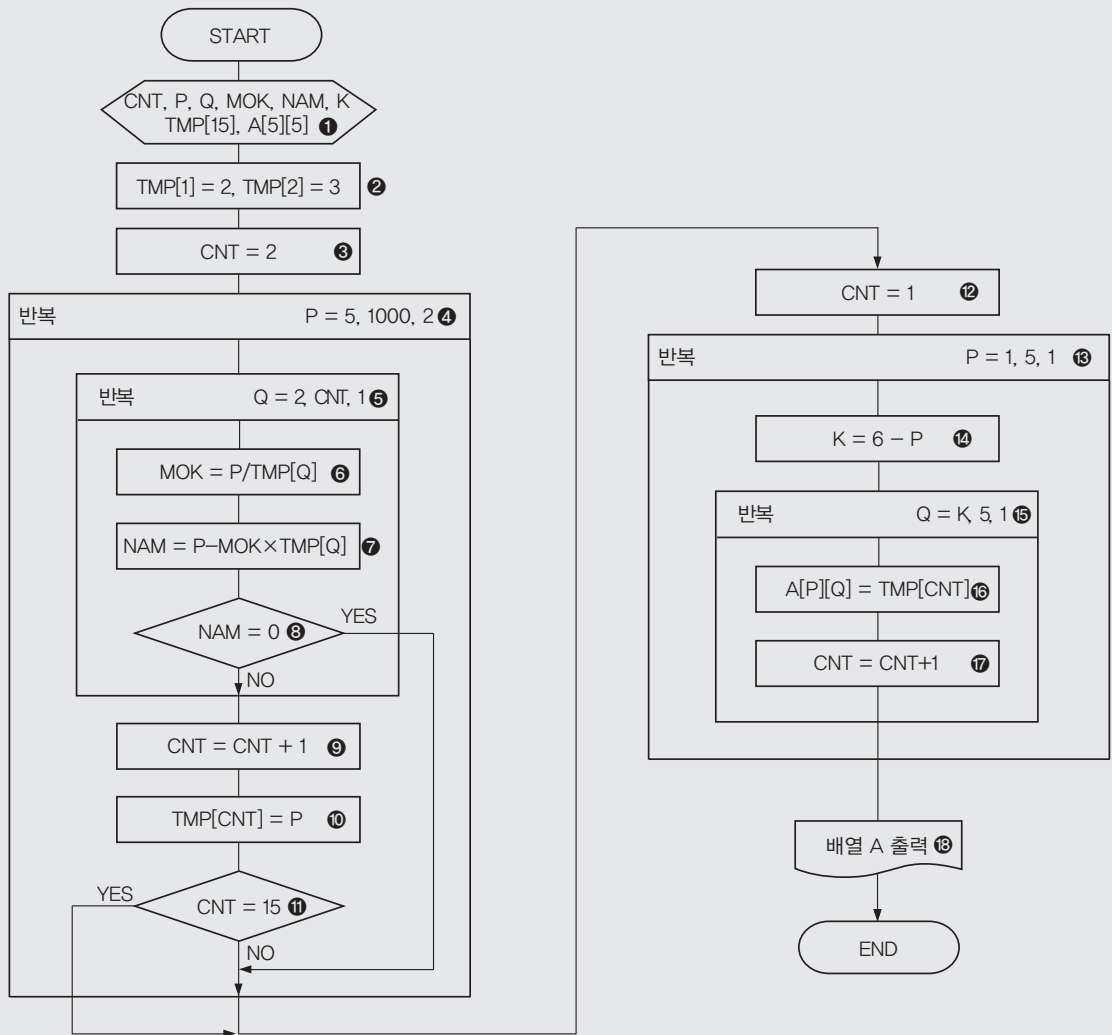 START
CNT, P, Q, MOK, NAM, K
TMP[15], A[5][5] ❶
TMP[1] = 2, TMP[2] = 3 ❷
CNT = 2 ❸
반복 P = 5, 1000, 2 ❹
반복 Q = 2, CNT, 1 ❺
MOK = P/TMP[Q] ❻
NAM = P−MOK×TMP[Q] ❼
NAM = 0 ❽
YES
NO
CNT = CNT + 1 ❾
TMP[CNT] = P ❿
CNT = 15 ⓫
YES
NO
CNT = 1 ⓬
반복 P = 1, 5, 1 ⓭
K = 6 − P ⓮
반복 Q = K, 5, 1 ⓯
A[P][Q] = TMP[CNT] ⓰
CNT = CNT+1 ⓱
배열 A 출력 ⓲
END